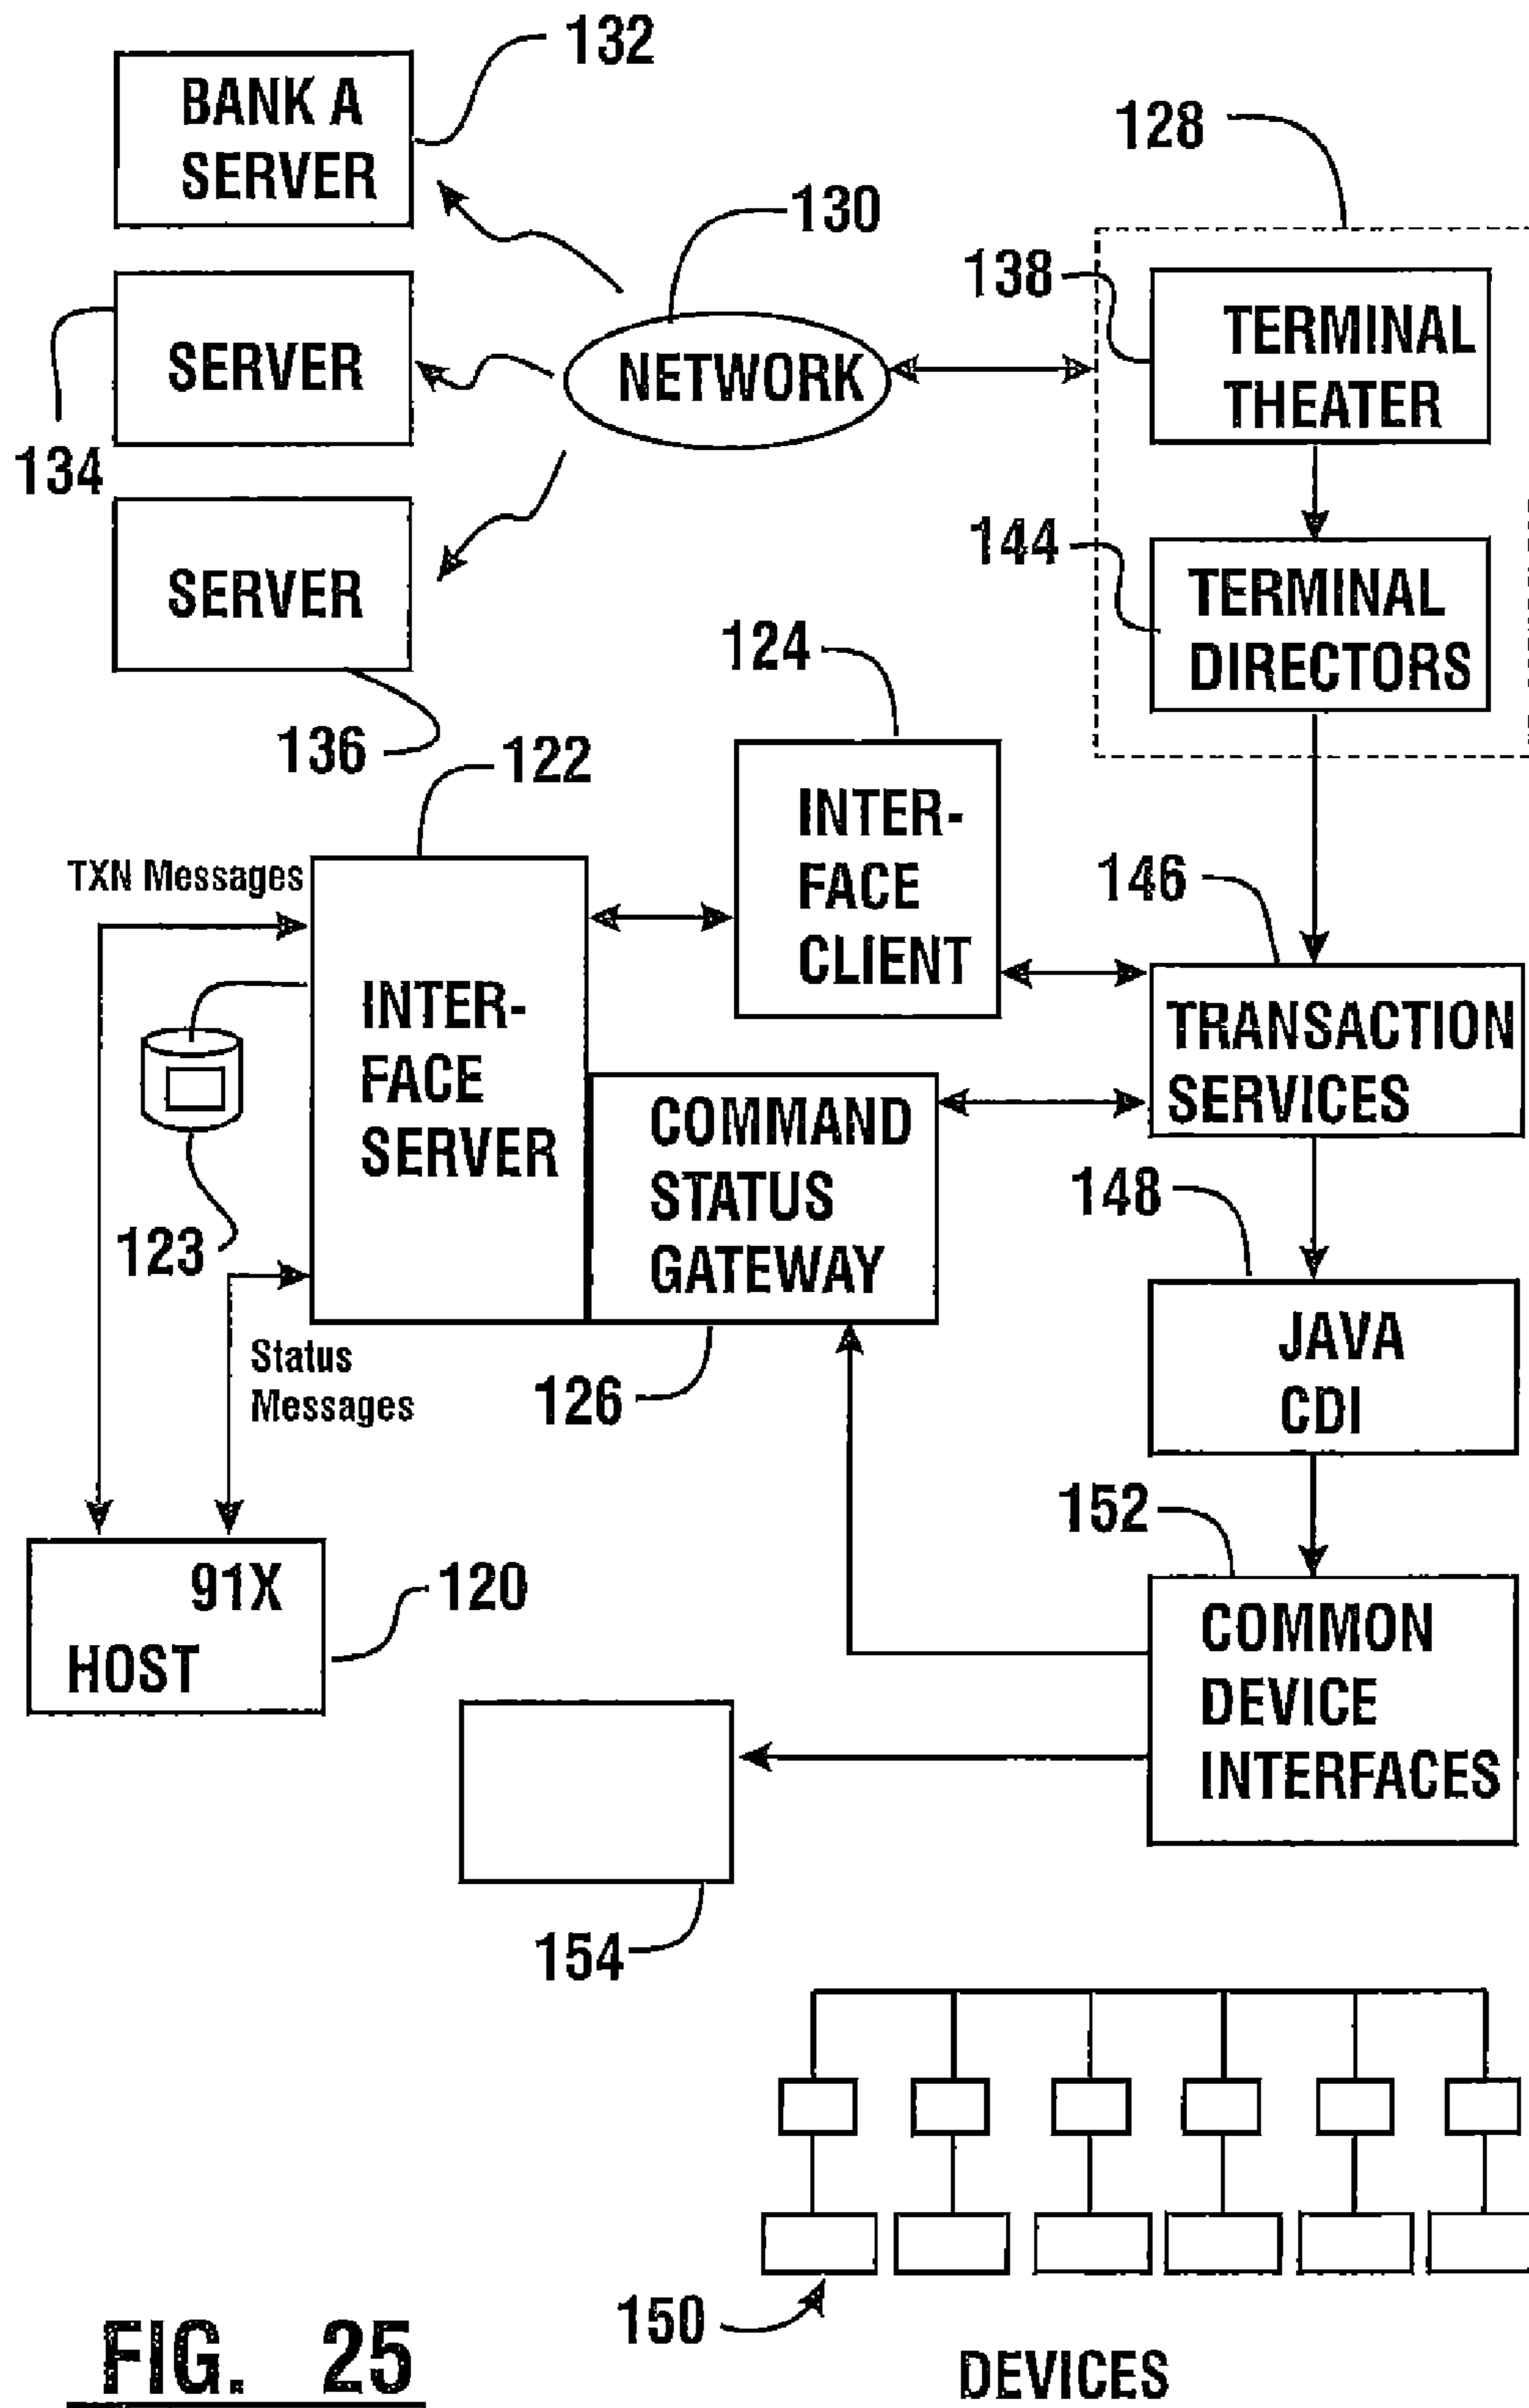 132
BANK A
SERVER
128
130
138
TERMINAL
THEATER
SERVER
NETWORK
134
144
TERMINAL
DIRECTORS
SERVER
124
136
122
INTER-
FACE
CLIENT
TXN Messages
146
INTER-
FACE
SERVER
TRANSACTION
SERVICES
COMMAND
STATUS
GATEWAY
123
148
Status
Messages
126
JAVA
CDI
152
91X
HOST
120
COMMON
DEVICE
INTERFACES
154
150
DEVICES
FIG. 25